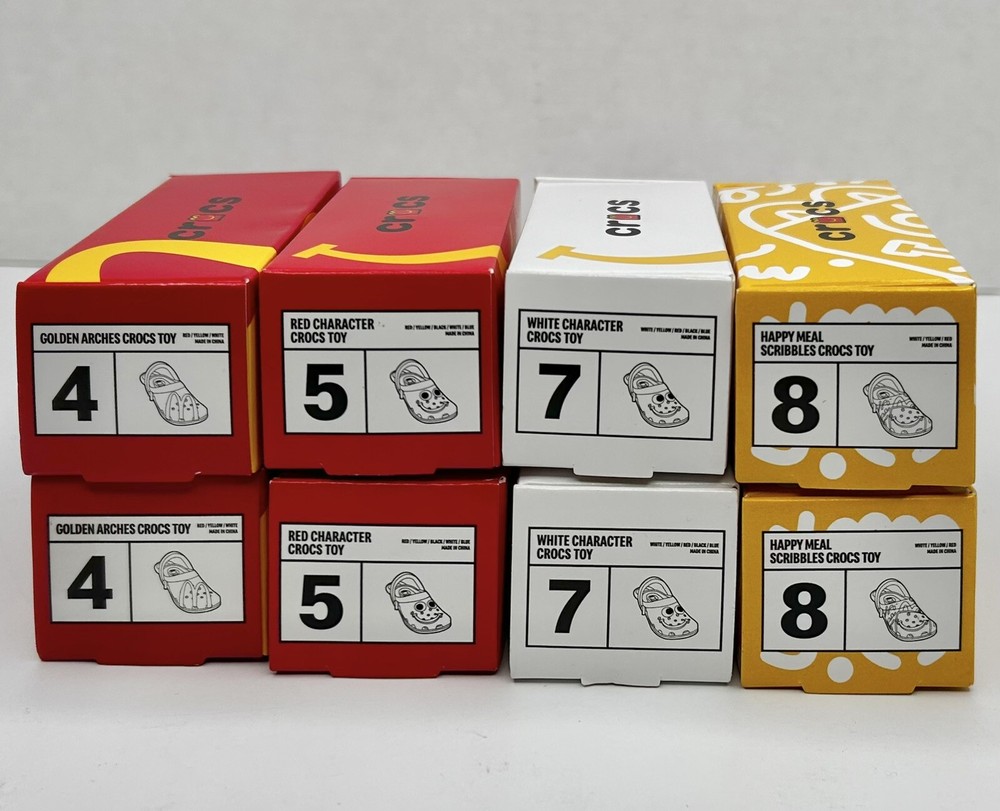 crocs
crocs
crocs
crocs
GOLDEN ARCHES CROCS TOY
RED / YELLOW / WHITE
MADE IN CHINA
4
RED CHARACTER
CROCS TOY
RED / YELLOW / BLACK / WHITE / BLUE
MADE IN CHINA
5
WHITE CHARACTER
CROCS TOY
WHITE / YELLOW / RED / BLACK / BLUE
MADE IN CHINA
7
HAPPY MEAL
SCRIBBLES CROCS TOY
WHITE / YELLOW / RED
MADE IN CHINA
8
GOLDEN ARCHES CROCS TOY
RED / YELLOW / WHITE
MADE IN CHINA
4
RED CHARACTER
CROCS TOY
RED / YELLOW / BLACK / WHITE / BLUE
MADE IN CHINA
5
WHITE CHARACTER
CROCS TOY
WHITE / YELLOW / RED / BLACK / BLUE
MADE IN CHINA
7
HAPPY MEAL
SCRIBBLES CROCS TOY
WHITE / YELLOW / RED
MADE IN CHINA
8